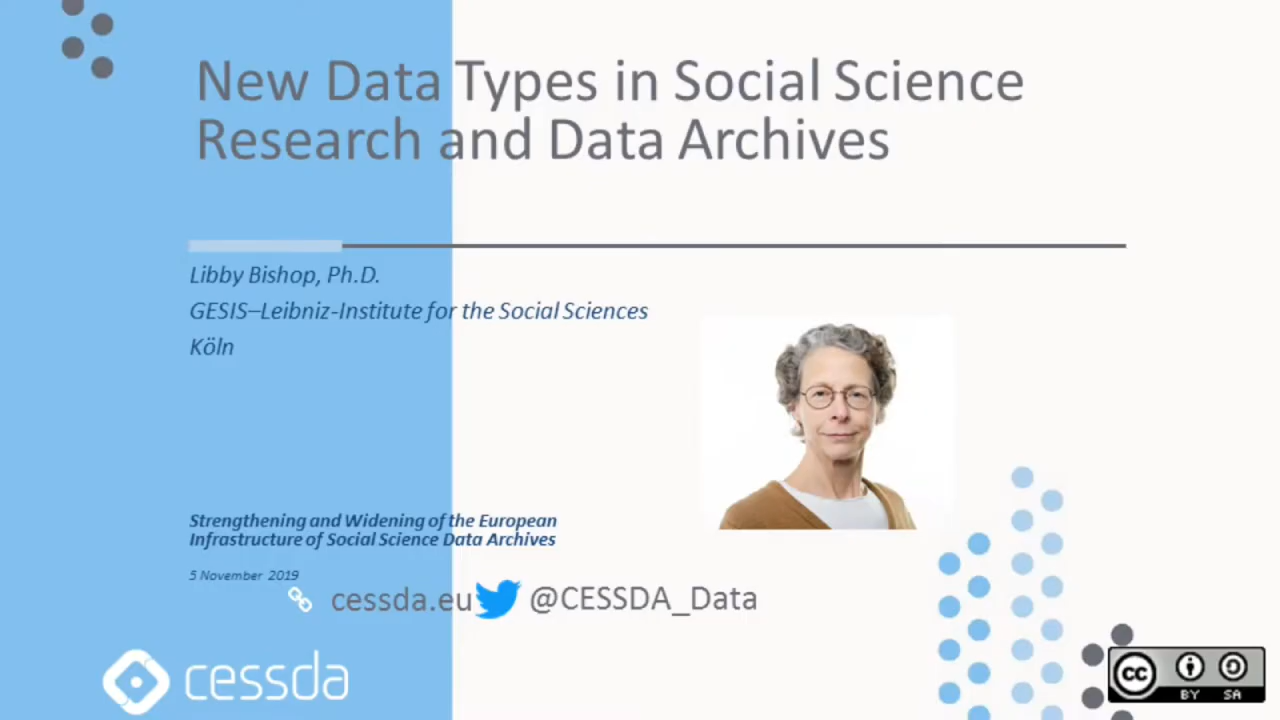 New Data Types in Social Science
Research and Data Archives
Libby Bishop, Ph.D.
GESIS–Leibniz-Institute for the Social Sciences
Köln
Strengthening and Widening of the European
Infrastructure of Social Science Data Archives
5 November 2019
cessda.eu @CESSDA_Data
cessda
cc BY SA